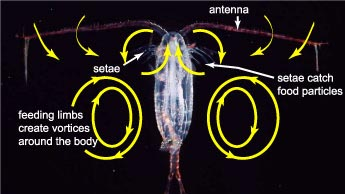 antenna
setae
setae catch
food particles
feeding limbs
create vortices
around the body